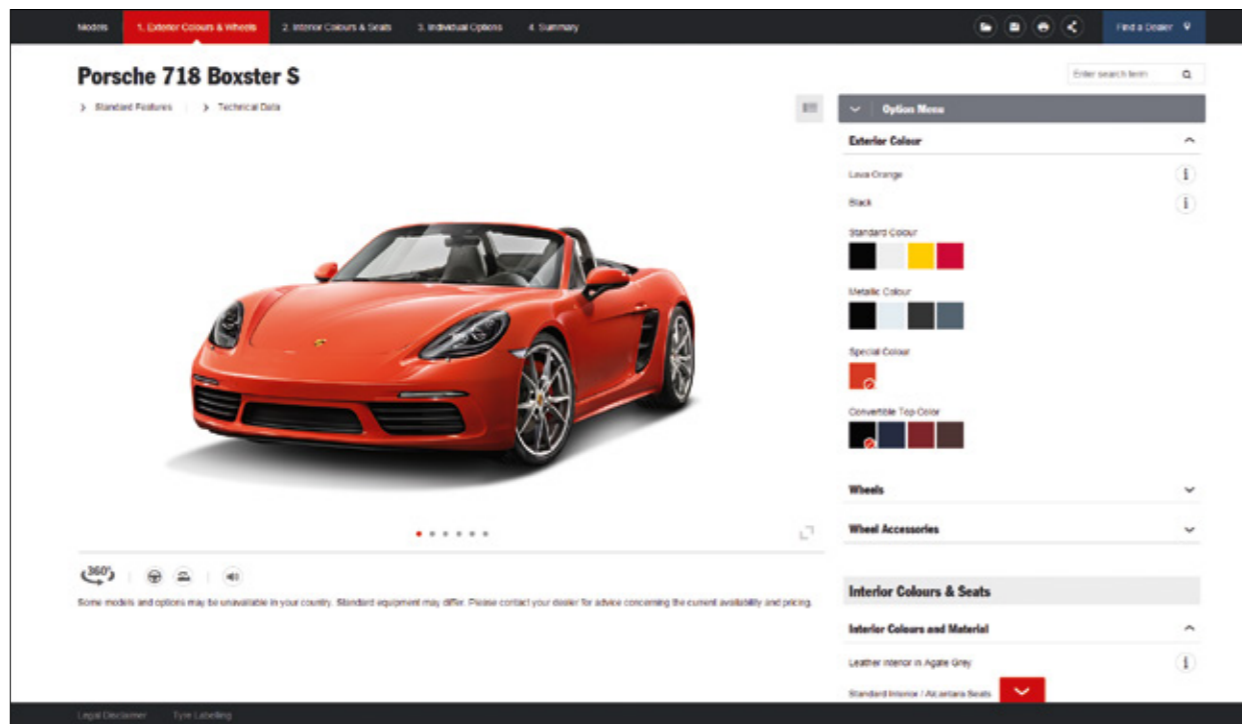 Models 1. Exterior Colours & Wheels 2. Interior Colours & Seats 3. Individual Options 4. Summary Find a Dealer
Porsche 718 Boxster S
Enter search term
Standard Features Technical Data
Option Menu
Exterior Colour
Lava Orange
Black
Standard Colour
Metallic Colour
Special Colour
Convertible Top Color
Wheels
Wheel Accessories
360°
Some models and options may be unavailable in your country. Standard equipment may differ. Please contact your dealer for advice concerning the current availability and pricing.
Interior Colours & Seats
Interior Colours and Material
Leather interior in Agate Grey
Standard Interior / Alcantara Seats
Legal Disclaimer Tyre Labelling